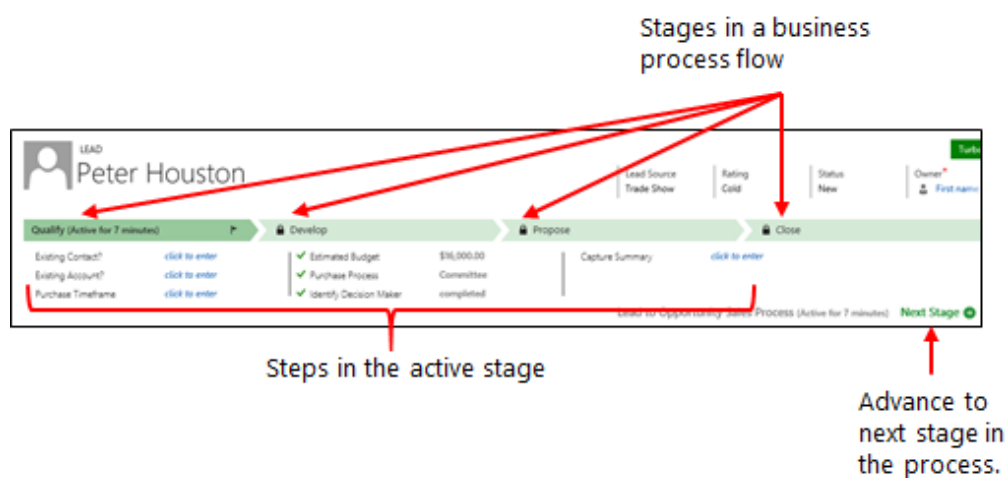 Stages in a business
process flow
LEAD
Peter Houston
Turbo
Lead Source
Rating
Status
Owner*
Trade Show
Cold
New
First name
Qualify (Active for 7 minutes)
Develop
Propose
Close
Existing Contact? click to enter
Estimated Budget $16,000.00
Capture Summary click to enter
Existing Account? click to enter
Purchase Process Committee
Purchase Timeframe click to enter
Identify Decision Maker completed
Lead to Opportunity Sales Process (Active for 7 minutes) Next Stage
Steps in the active stage
Advance to
next stage in
the process.